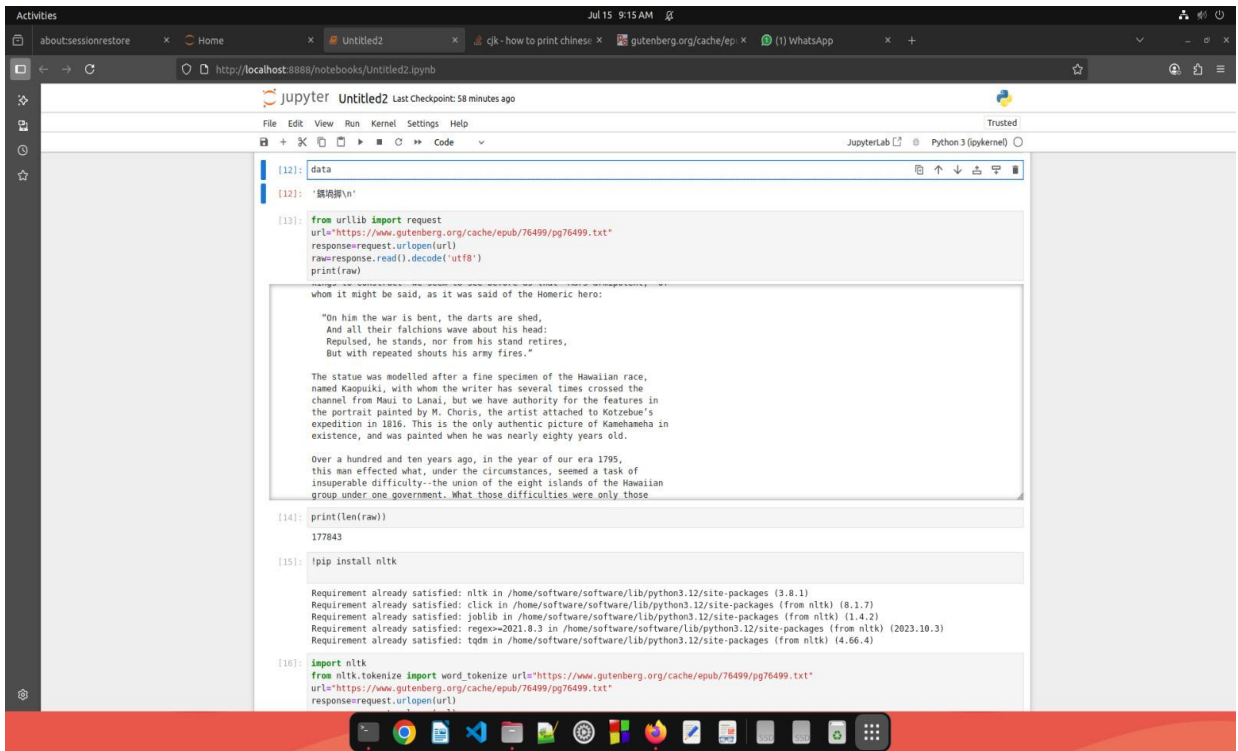 Activities
Jul 15 9:15 AM
about:sessionrestore
Home
Untitled2
cjk - how to print chinese
gutenberg.org/cache/ep
(1) WhatsApp
http://localhost:8888/notebooks/Untitled2.ipynb
jupyter Untitled2 Last Checkpoint: 58 minutes ago
File Edit View Run Kernel Settings Help
Trusted
Code
JupyterLab
Python 3 (ipykernel)
[12]: data
[12]:
[13]: from urllib import request
url="https://www.gutenberg.org/cache/epub/76499/pg76499.txt"
response=request.urlopen(url)
raw=response.read().decode('utf8')
print(raw)
whom it might be said, as it was said of the Homeric hero:
“On him the war is bent, the darts are shed,
And all their falchions wave about his head:
Repulsed, he stands, nor from his stand retires,
But with repeated shouts his army fires.”
The statue was modelled after a fine specimen of the Hawaiian race,
named Kaopuiki, with whom the writer has several times crossed the
channel from Maui to Lanai, but we have authority for the features in
the portrait painted by M. Choris, the artist attached to Kotzebue’s
expedition in 1816. This is the only authentic picture of Kamehameha in
existence, and was painted when he was nearly eighty years old.
Over a hundred and ten years ago, in the year of our era 1795,
this man effected what, under the circumstances, seemed a task of
insuperable difficulty--the union of the eight islands of the Hawaiian
group under one government. What those difficulties were only those
[14]: print(len(raw))
177843
[15]: !pip install nltk
Requirement already satisfied: nltk in /home/software/software/lib/python3.12/site-packages (3.8.1)
Requirement already satisfied: click in /home/software/software/lib/python3.12/site-packages (from nltk) (8.1.7)
Requirement already satisfied: joblib in /home/software/software/lib/python3.12/site-packages (from nltk) (1.4.2)
Requirement already satisfied: regex>=2021.8.3 in /home/software/software/lib/python3.12/site-packages (from nltk) (2023.10.3)
Requirement already satisfied: tqdm in /home/software/software/lib/python3.12/site-packages (from nltk) (4.66.4)
[16]: import nltk
from nltk.tokenize import word_tokenize url="https://www.gutenberg.org/cache/epub/76499/pg76499.txt"
url="https://www.gutenberg.org/cache/epub/76499/pg76499.txt"
response=request.urlopen(url)